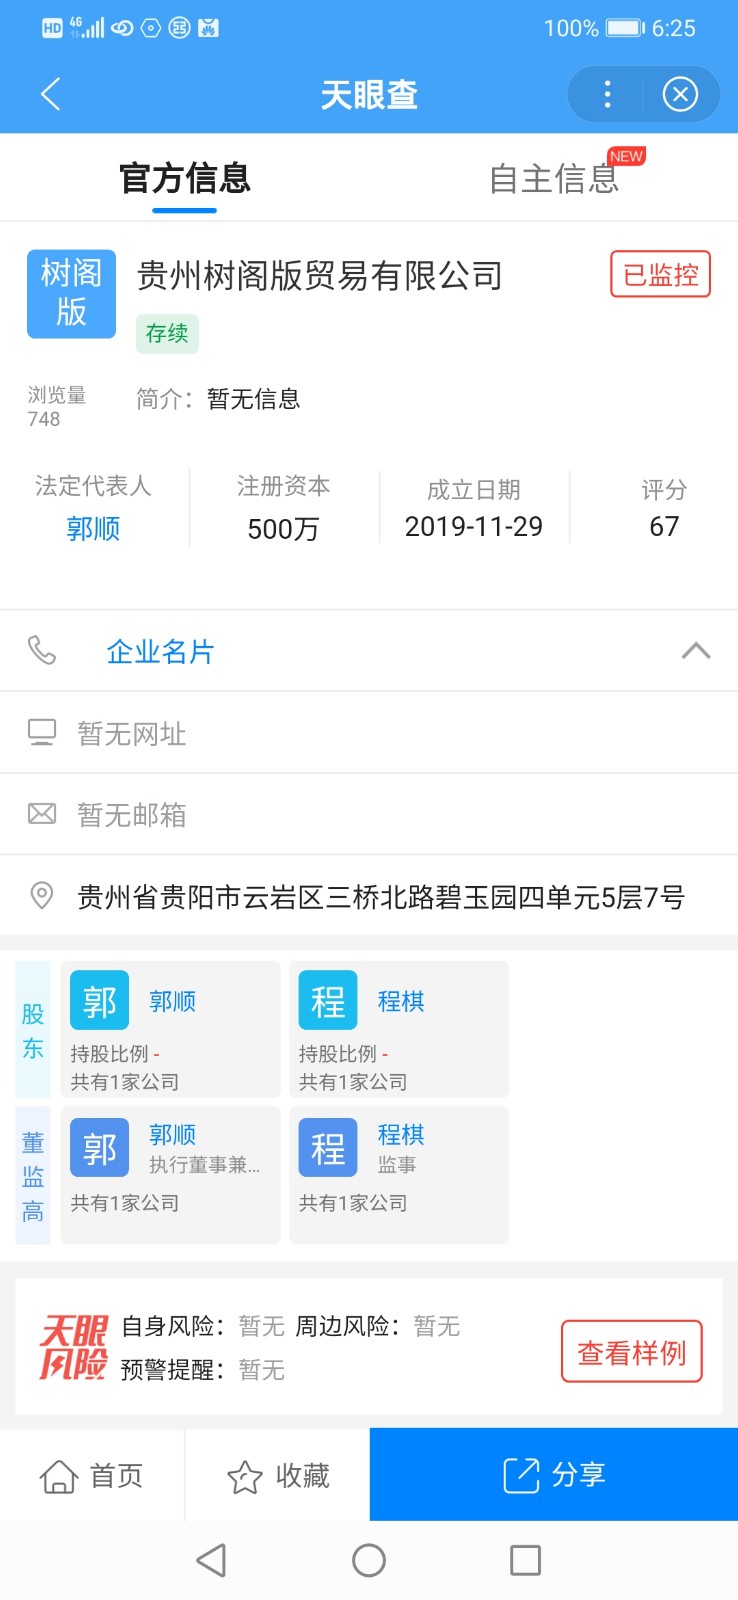 HD 4G 100% 6:25
天眼查
官方信息 自主信息 NEW
树阁版
贵州树阁版贸易有限公司 已监控
存续
浏览量
748
简介：暂无信息
法定代表人 注册资本 成立日期 评分
郭顺 500万 2019-11-29 67
企业名片
暂无网址
暂无邮箱
贵州省贵阳市云岩区三桥北路碧玉园四单元5层7号
股东
郭 郭顺 程 程棋
持股比例 - 持股比例 -
共有1家公司 共有1家公司
董监高
郭 郭顺 程 程棋
执行董事兼... 监事
共有1家公司 共有1家公司
天眼风险
自身风险：暂无 周边风险：暂无
预警提醒：暂无
查看样例
首页 收藏 分享